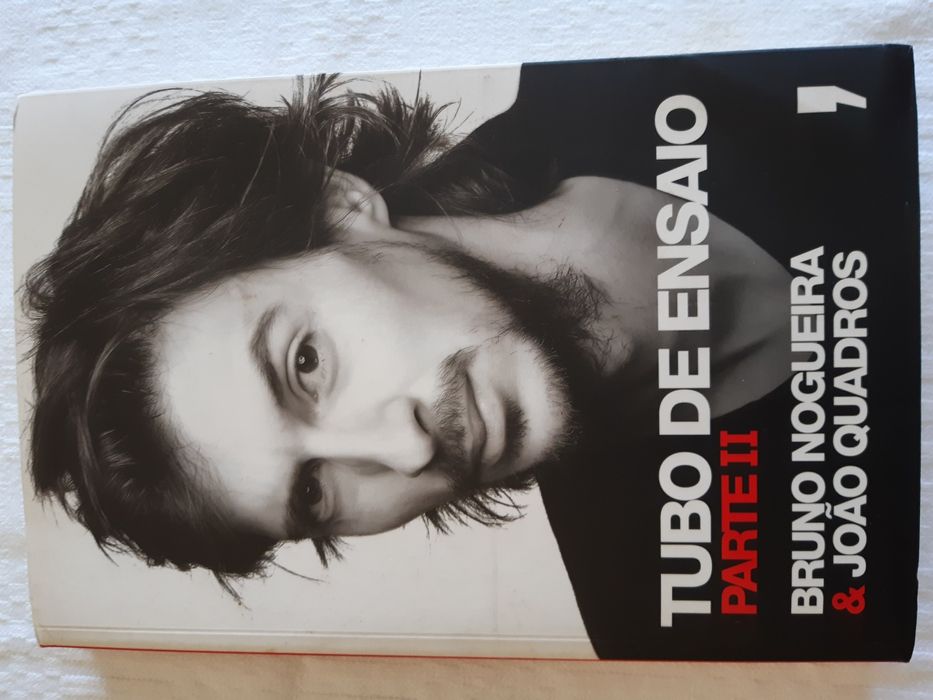 TUBO DE ENSAIO
PARTE II
BRUNO NOGUEIRA
& JOÃO QUADROS